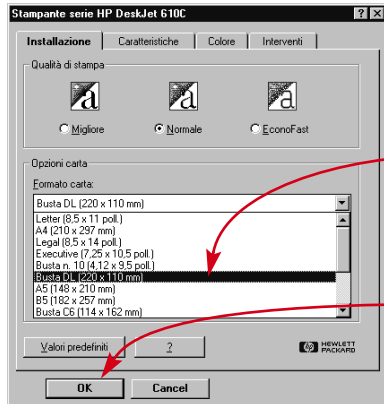 Stampante serie HP DeskJet 610C
Installazione Caratteristiche Colore Interventi
Qualità di stampa
a a a
Migliore Normale EconoFast
Opzioni carta
Formato carta:
Busta DL (220 x 110 mm)
Letter (8,5 x 11 poll.)
A4 (210 x 297 mm)
Legal (8,5 x 14 poll.)
Executive (7,25 x 10,5 poll.)
Busta n. 10 (4,12 x 9,5 poll.)
Busta DL (220 x 110 mm)
A5 (148 x 210 mm)
B5 (182 x 257 mm)
Busta C6 (114 x 162 mm)
Valori predefiniti ? hp HEWLETT
PACKARD
OK Cancel